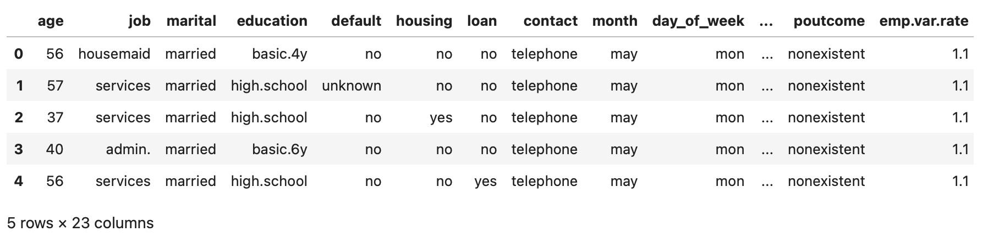 age job marital education default housing loan contact month day_of_week ... poutcome emp.var.rate
0 56 housemaid married basic.4y no no no telephone may mon ... nonexistent 1.1
1 57 services married high.school unknown no no telephone may mon ... nonexistent 1.1
2 37 services married high.school no yes no telephone may mon ... nonexistent 1.1
3 40 admin. married basic.6y no no no telephone may mon ... nonexistent 1.1
4 56 services married high.school no no yes telephone may mon ... nonexistent 1.1
5 rows × 23 columns